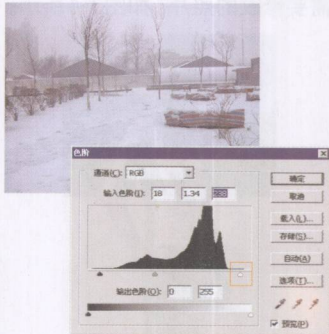 色阶
通道(C): RGB
确定
取消
输入色阶(I): 18 1.34 238
载入(L)...
存储(S)...
自动(A)
选项(T)...
输出色阶(O): 0 255
预览(P)